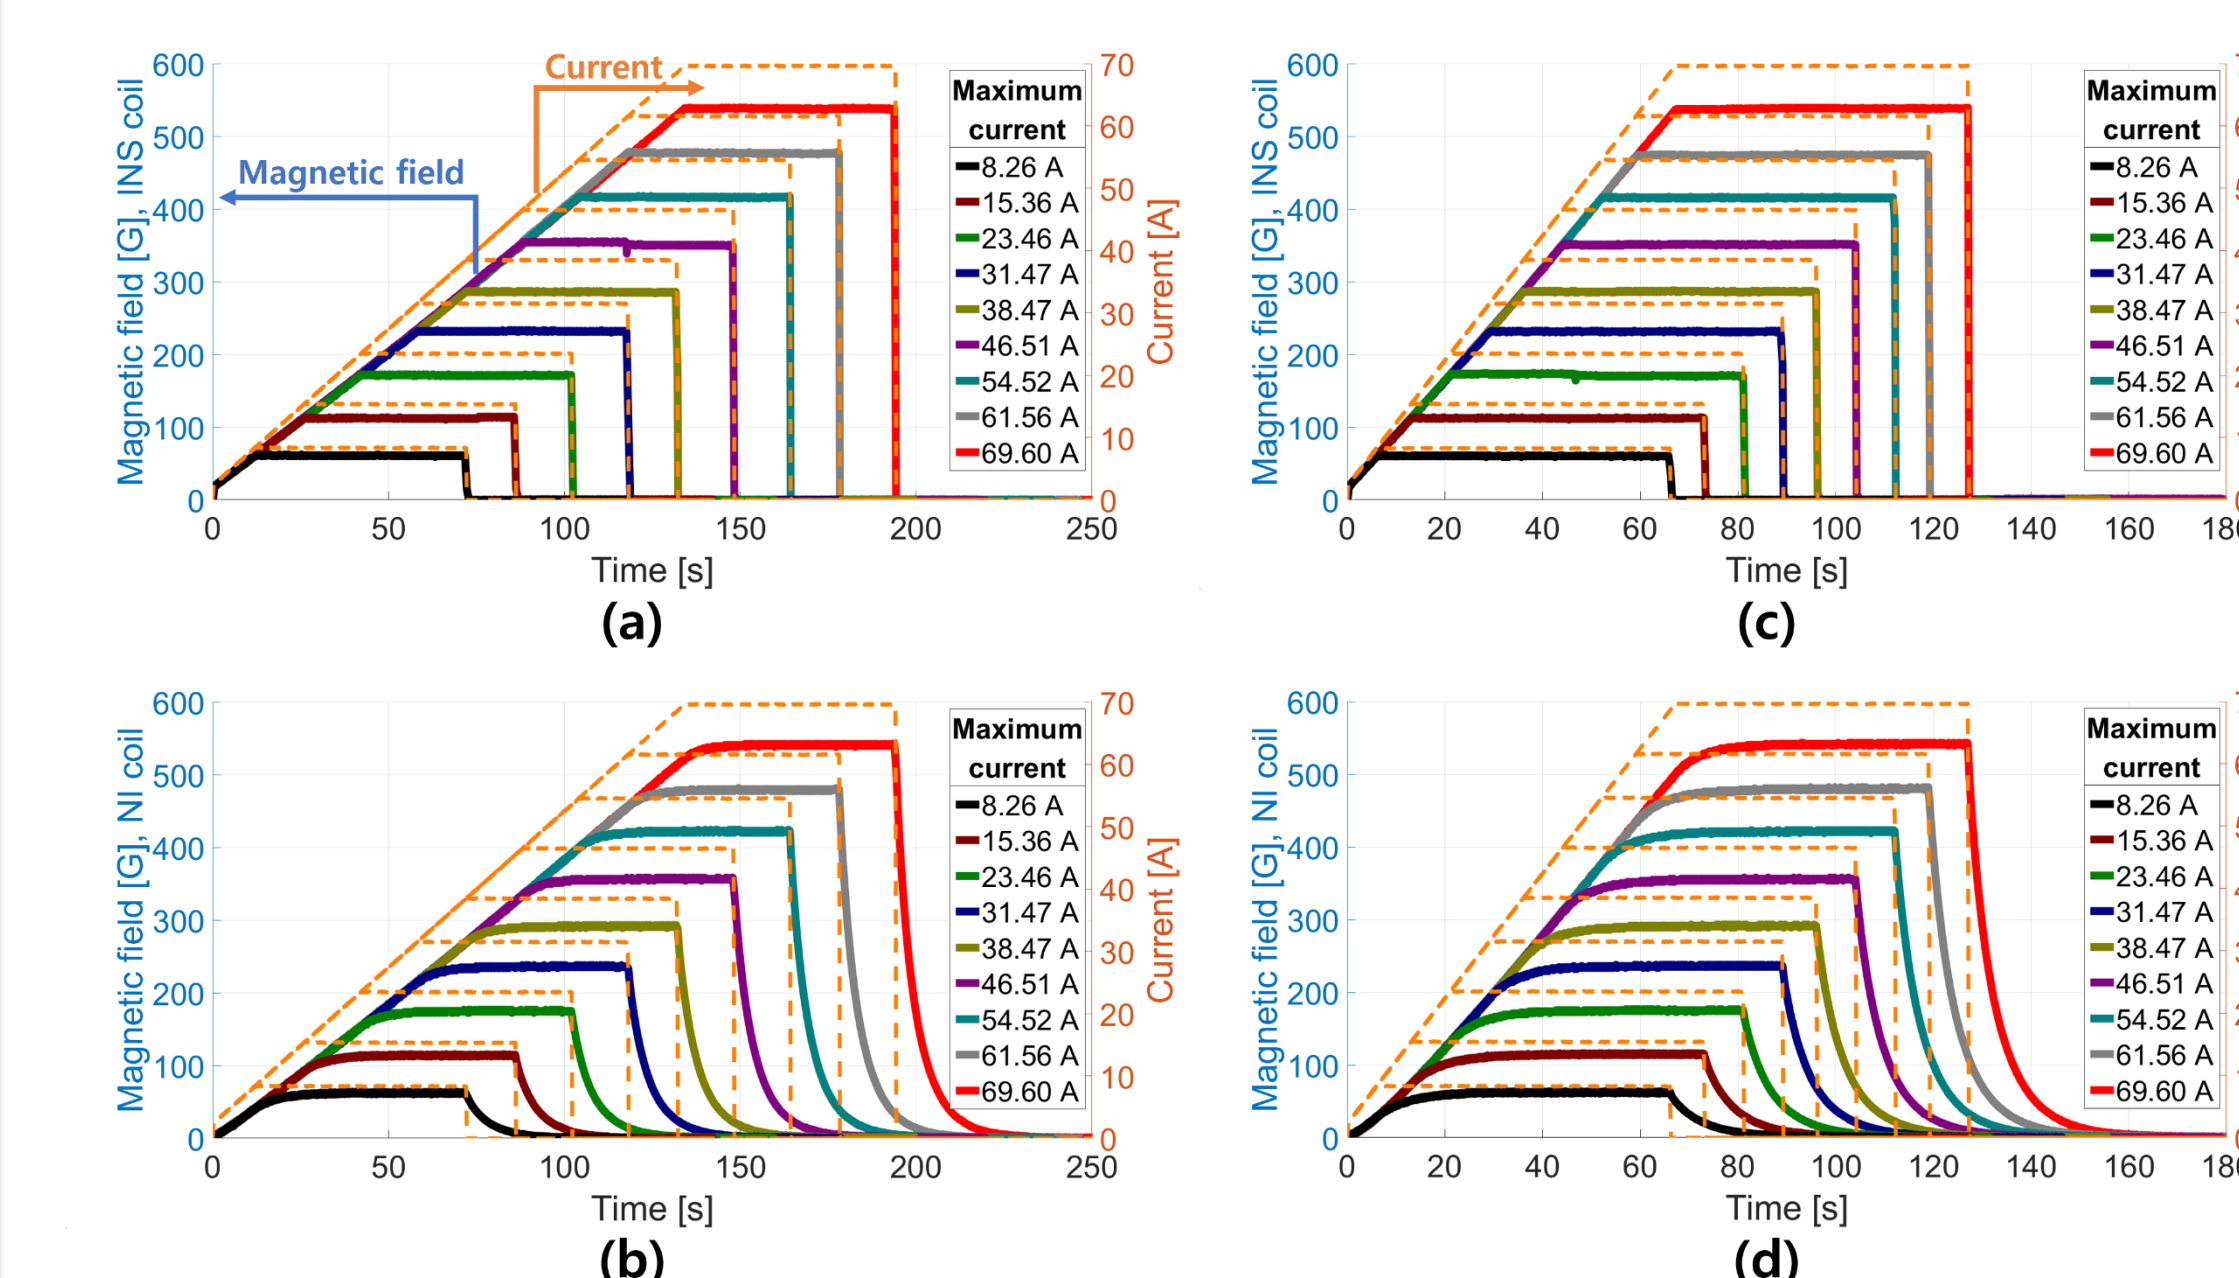 Magnetic field [G], INS coil
600
500
400
300
200
100
0
Current
Magnetic field
Maximum
current
8.26 A
15.36 A
23.46 A
31.47 A
38.47 A
46.51 A
54.52 A
61.56 A
69.60 A
70
60
50
40
30
20
10
0
Current [A]
0 50 100 150 200 250
Time [s]
(a)
Magnetic field [G], INS coil
600
500
400
300
200
100
0
Maximum
current
8.26 A
15.36 A
23.46 A
31.47 A
38.47 A
46.51 A
54.52 A
61.56 A
69.60 A
0 20 40 60 80 100 120 140 160
Time [s]
(c)
Magnetic field [G], NI coil
600
500
400
300
200
100
0
Maximum
current
8.26 A
15.36 A
23.46 A
31.47 A
38.47 A
46.51 A
54.52 A
61.56 A
69.60 A
70
60
50
40
30
20
10
0
Current [A]
0 50 100 150 200 250
Time [s]
(b)
Magnetic field [G], NI coil
600
500
400
300
200
100
0
Maximum
current
8.26 A
15.36 A
23.46 A
31.47 A
38.47 A
46.51 A
54.52 A
61.56 A
69.60 A
0 20 40 60 80 100 120 140 160
Time [s]
(d)